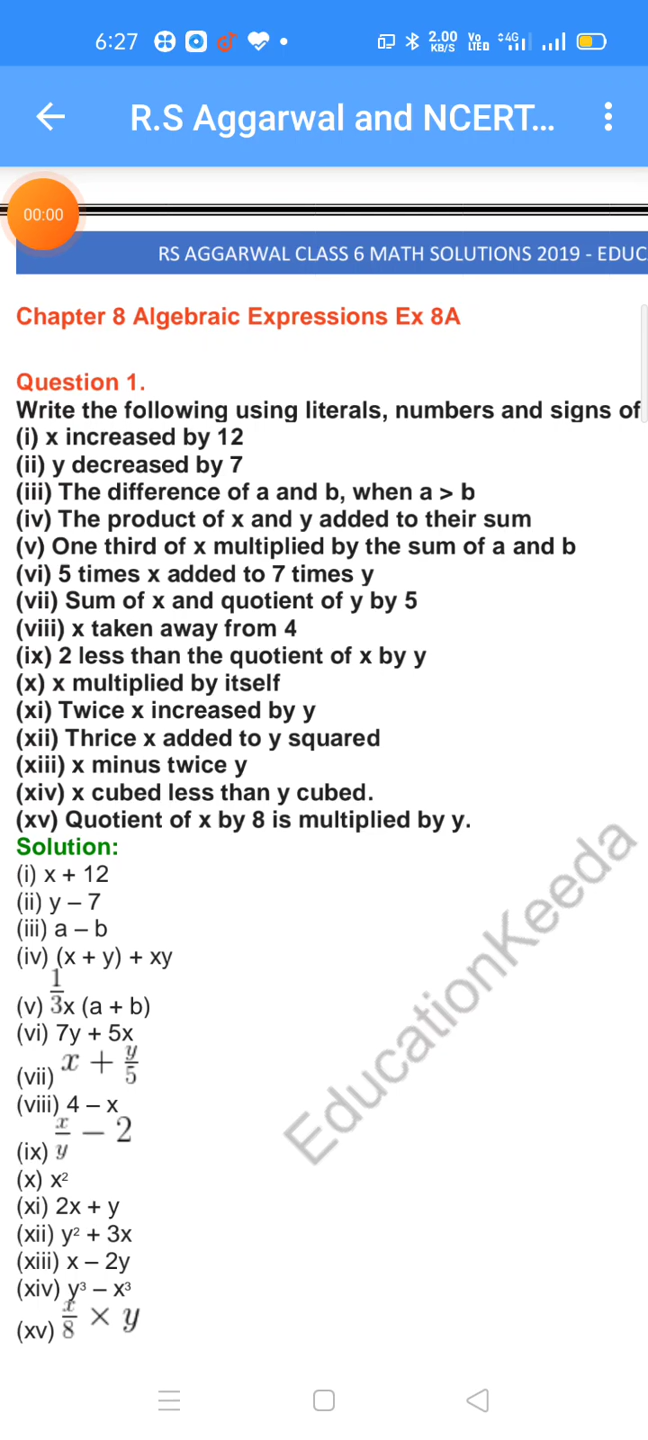 6:27
2.00 KB/S Vo LTED 4G
R.S Aggarwal and NCERT...
00:00
RS AGGARWAL CLASS 6 MATH SOLUTIONS 2019 - EDUC
Chapter 8 Algebraic Expressions Ex 8A
Question 1.
Write the following using literals, numbers and signs of
(i) x increased by 12
(ii) y decreased by 7
(iii) The difference of a and b, when a > b
(iv) The product of x and y added to their sum
(v) One third of x multiplied by the sum of a and b
(vi) 5 times x added to 7 times y
(vii) Sum of x and quotient of y by 5
(viii) x taken away from 4
(ix) 2 less than the quotient of x by y
(x) x multiplied by itself
(xi) Twice x increased by y
(xii) Thrice x added to y squared
(xiii) x minus twice y
(xiv) x cubed less than y cubed.
(xv) Quotient of x by 8 is multiplied by y.
Solution:
(i) x + 12
(ii) y – 7
(iii) a – b
(iv) (x + y) + xy
(v) 1/3x (a + b)
(vi) 7y + 5x
(vii) x + y/5
(viii) 4 – x
(ix) x/y − 2
(x) x²
(xi) 2x + y
(xii) y² + 3x
(xiii) x – 2y
(xiv) y³ – x³
(xv) x/8 × y
EducationKeeda